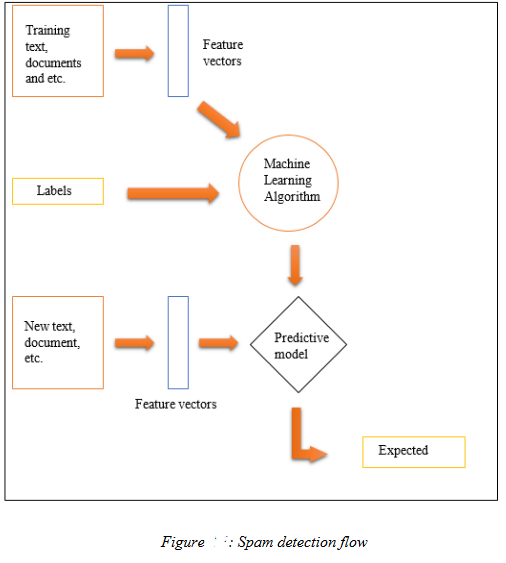 Training
text,
documents
and etc.
Feature
vectors
Machine
Learning
Algorithm
Labels
New text,
document,
etc.
Predictive
model
Feature vectors
Expected
Figure : Spam detection flow